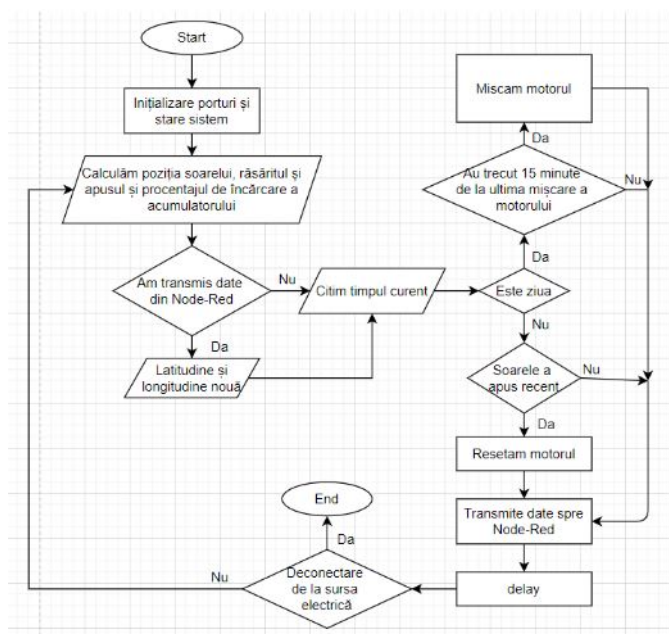 Start
Inițializare porturi și
stare sistem
Calculăm poziția soarelui, răsăritul și
apusul și procentajul de încărcare a
acumulatorului
Am transmis date
din Node-Red
Nu
Da
Latitudine și
longitudine nouă
Citim timpul curent
Este ziua
Da
Nu
Au trecut 15 minute
de la ultima mișcare a
motorului
Da
Nu
Miscam motorul
Soarele a
apus recent
Nu
Da
Resetam motorul
Transmite date spre
Node-Red
delay
Deconectare
de la sursa
electrică
Da
Nu
End